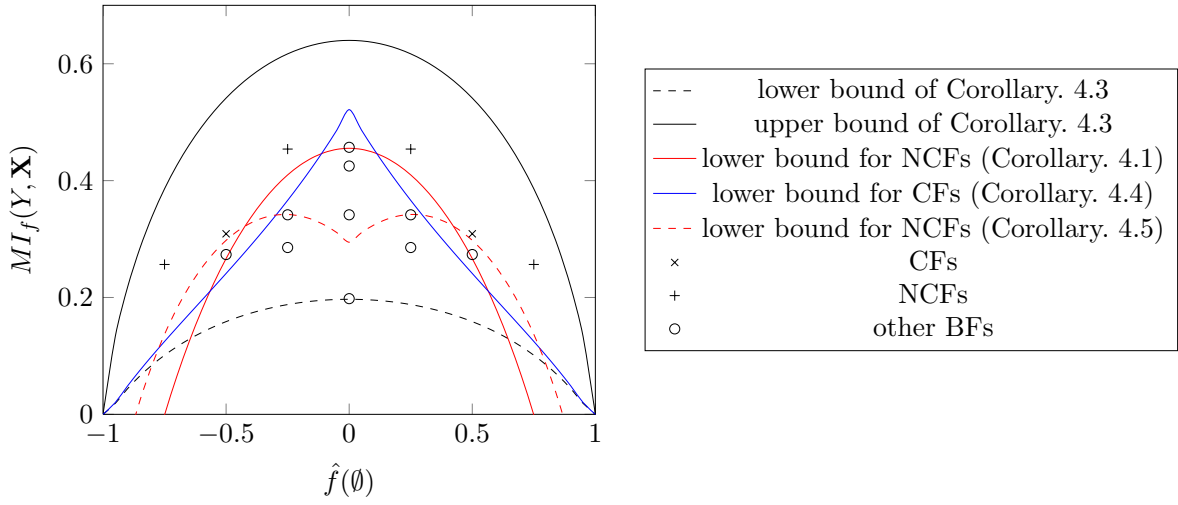 0.6
0.4
0.2
0
−1
−0.5
0
0.5
1
MI_f(Y, X)
f̂(∅)
lower bound of Corollary. 4.3
upper bound of Corollary. 4.3
lower bound for NCFs (Corollary. 4.1)
lower bound for CFs (Corollary. 4.4)
lower bound for NCFs (Corollary. 4.5)
CFs
NCFs
other BFs